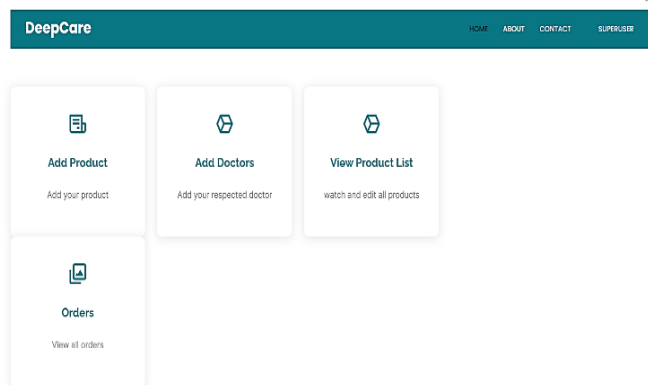 DeepCare
HOME ABOUT CONTACT SUPERUSER
Add Product
Add your product
Add Doctors
Add your respected doctor
View Product List
watch and edit all products
Orders
View all orders